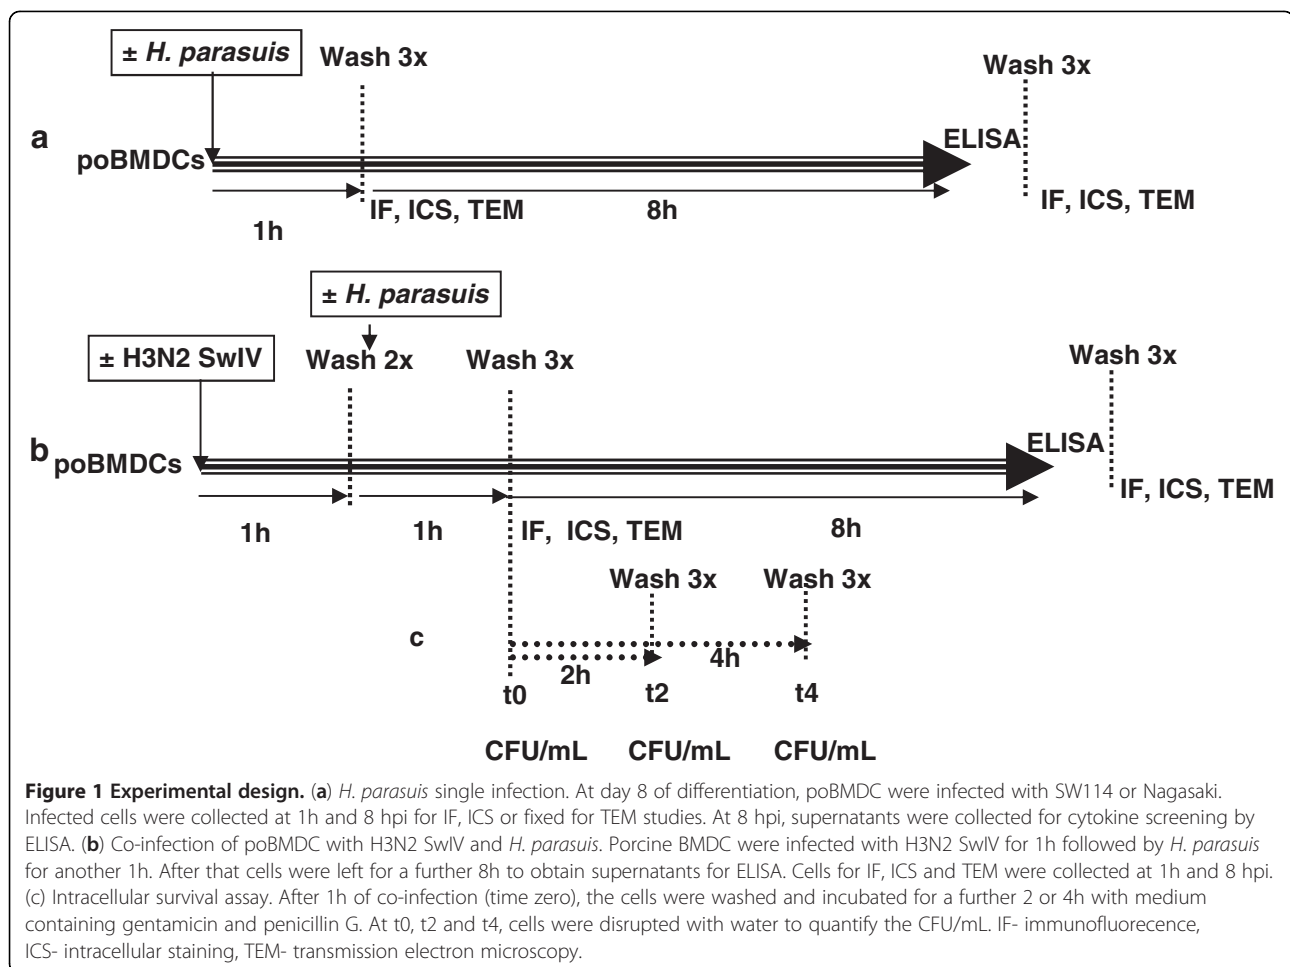 ± H. parasuis
Wash 3x
Wash 3x
a
poBMDCs
ELISA
IF, ICS, TEM
8h
IF, ICS, TEM
1h
± H. parasuis
± H3N2 SwIV
Wash 2x
Wash 3x
Wash 3x
b
poBMDCs
ELISA
IF, ICS, TEM
1h
1h
IF, ICS, TEM
8h
Wash 3x
Wash 3x
c
2h
4h
t0
t2
t4
CFU/mL
CFU/mL
CFU/mL
Figure 1 Experimental design. (a) H. parasuis single infection. At day 8 of differentiation, poBMDC were infected with SW114 or Nagasaki.
Infected cells were collected at 1h and 8 hpi for IF, ICS or fixed for TEM studies. At 8 hpi, supernatants were collected for cytokine screening by
ELISA. (b) Co-infection of poBMDC with H3N2 SwIV and H. parasuis. Porcine BMDC were infected with H3N2 SwIV for 1h followed by H. parasuis
for another 1h. After that cells were left for a further 8h to obtain supernatants for ELISA. Cells for IF, ICS and TEM were collected at 1h and 8 hpi.
(c) Intracellular survival assay. After 1h of co-infection (time zero), the cells were washed and incubated for a further 2 or 4h with medium
containing gentamicin and penicillin G. At t0, t2 and t4, cells were disrupted with water to quantify the CFU/mL. IF- immunofluorecence,
ICS- intracellular staining, TEM- transmission electron microscopy.